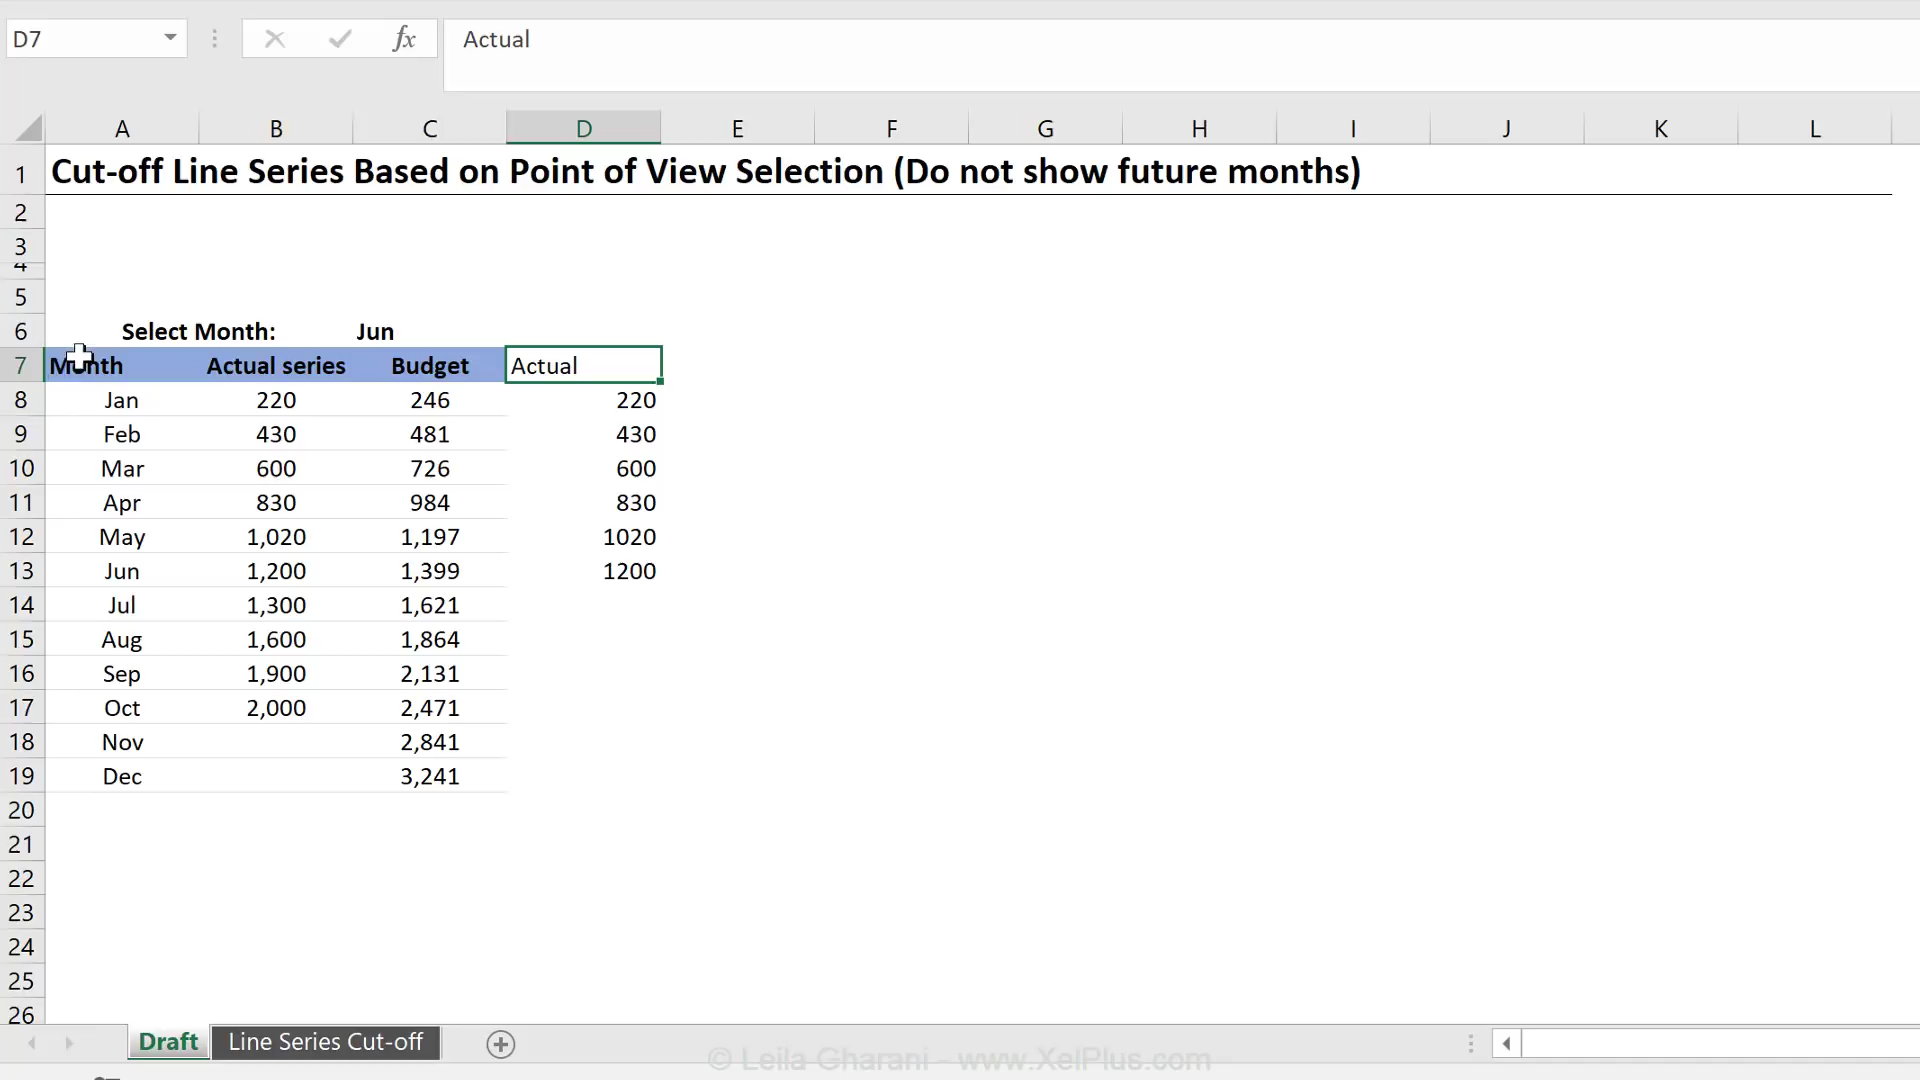 D7 fx Actual
A B C D E F G H I J K L
1 Cut-off Line Series Based on Point of View Selection (Do not show future months)
2
3
4
5
6 Select Month: Jun
7 Month Actual series Budget Actual
8 Jan 220 246 220
9 Feb 430 481 430
10 Mar 600 726 600
11 Apr 830 984 830
12 May 1,020 1,197 1020
13 Jun 1,200 1,399 1200
14 Jul 1,300 1,621
15 Aug 1,600 1,864
16 Sep 1,900 2,131
17 Oct 2,000 2,471
18 Nov 2,841
19 Dec 3,241
20
21
22
23
24
25
26
Draft Line Series Cut-off
© Leila Gharani - www.XelPlus.com